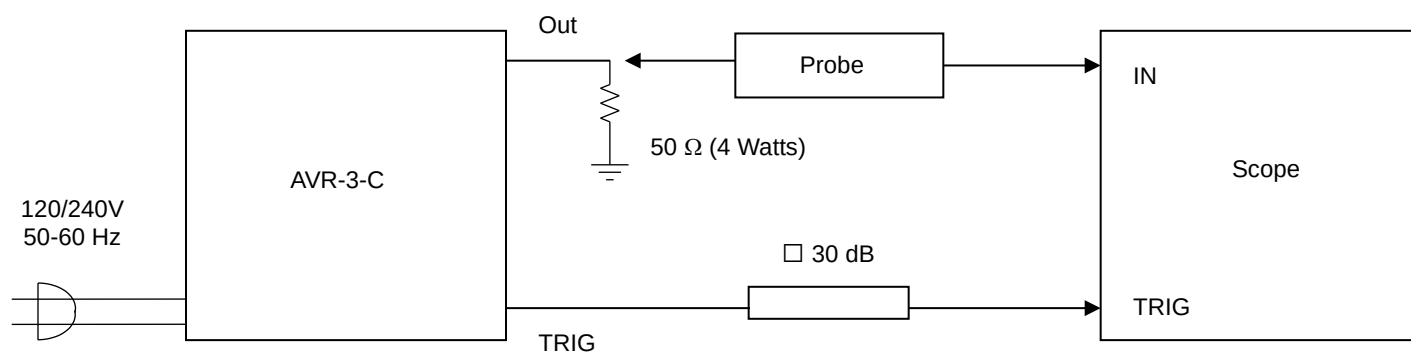 Out
Probe
IN
50 Ω (4 Watts)
AVR-3-C
Scope
120/240V
50-60 Hz
□ 30 dB
TRIG
TRIG